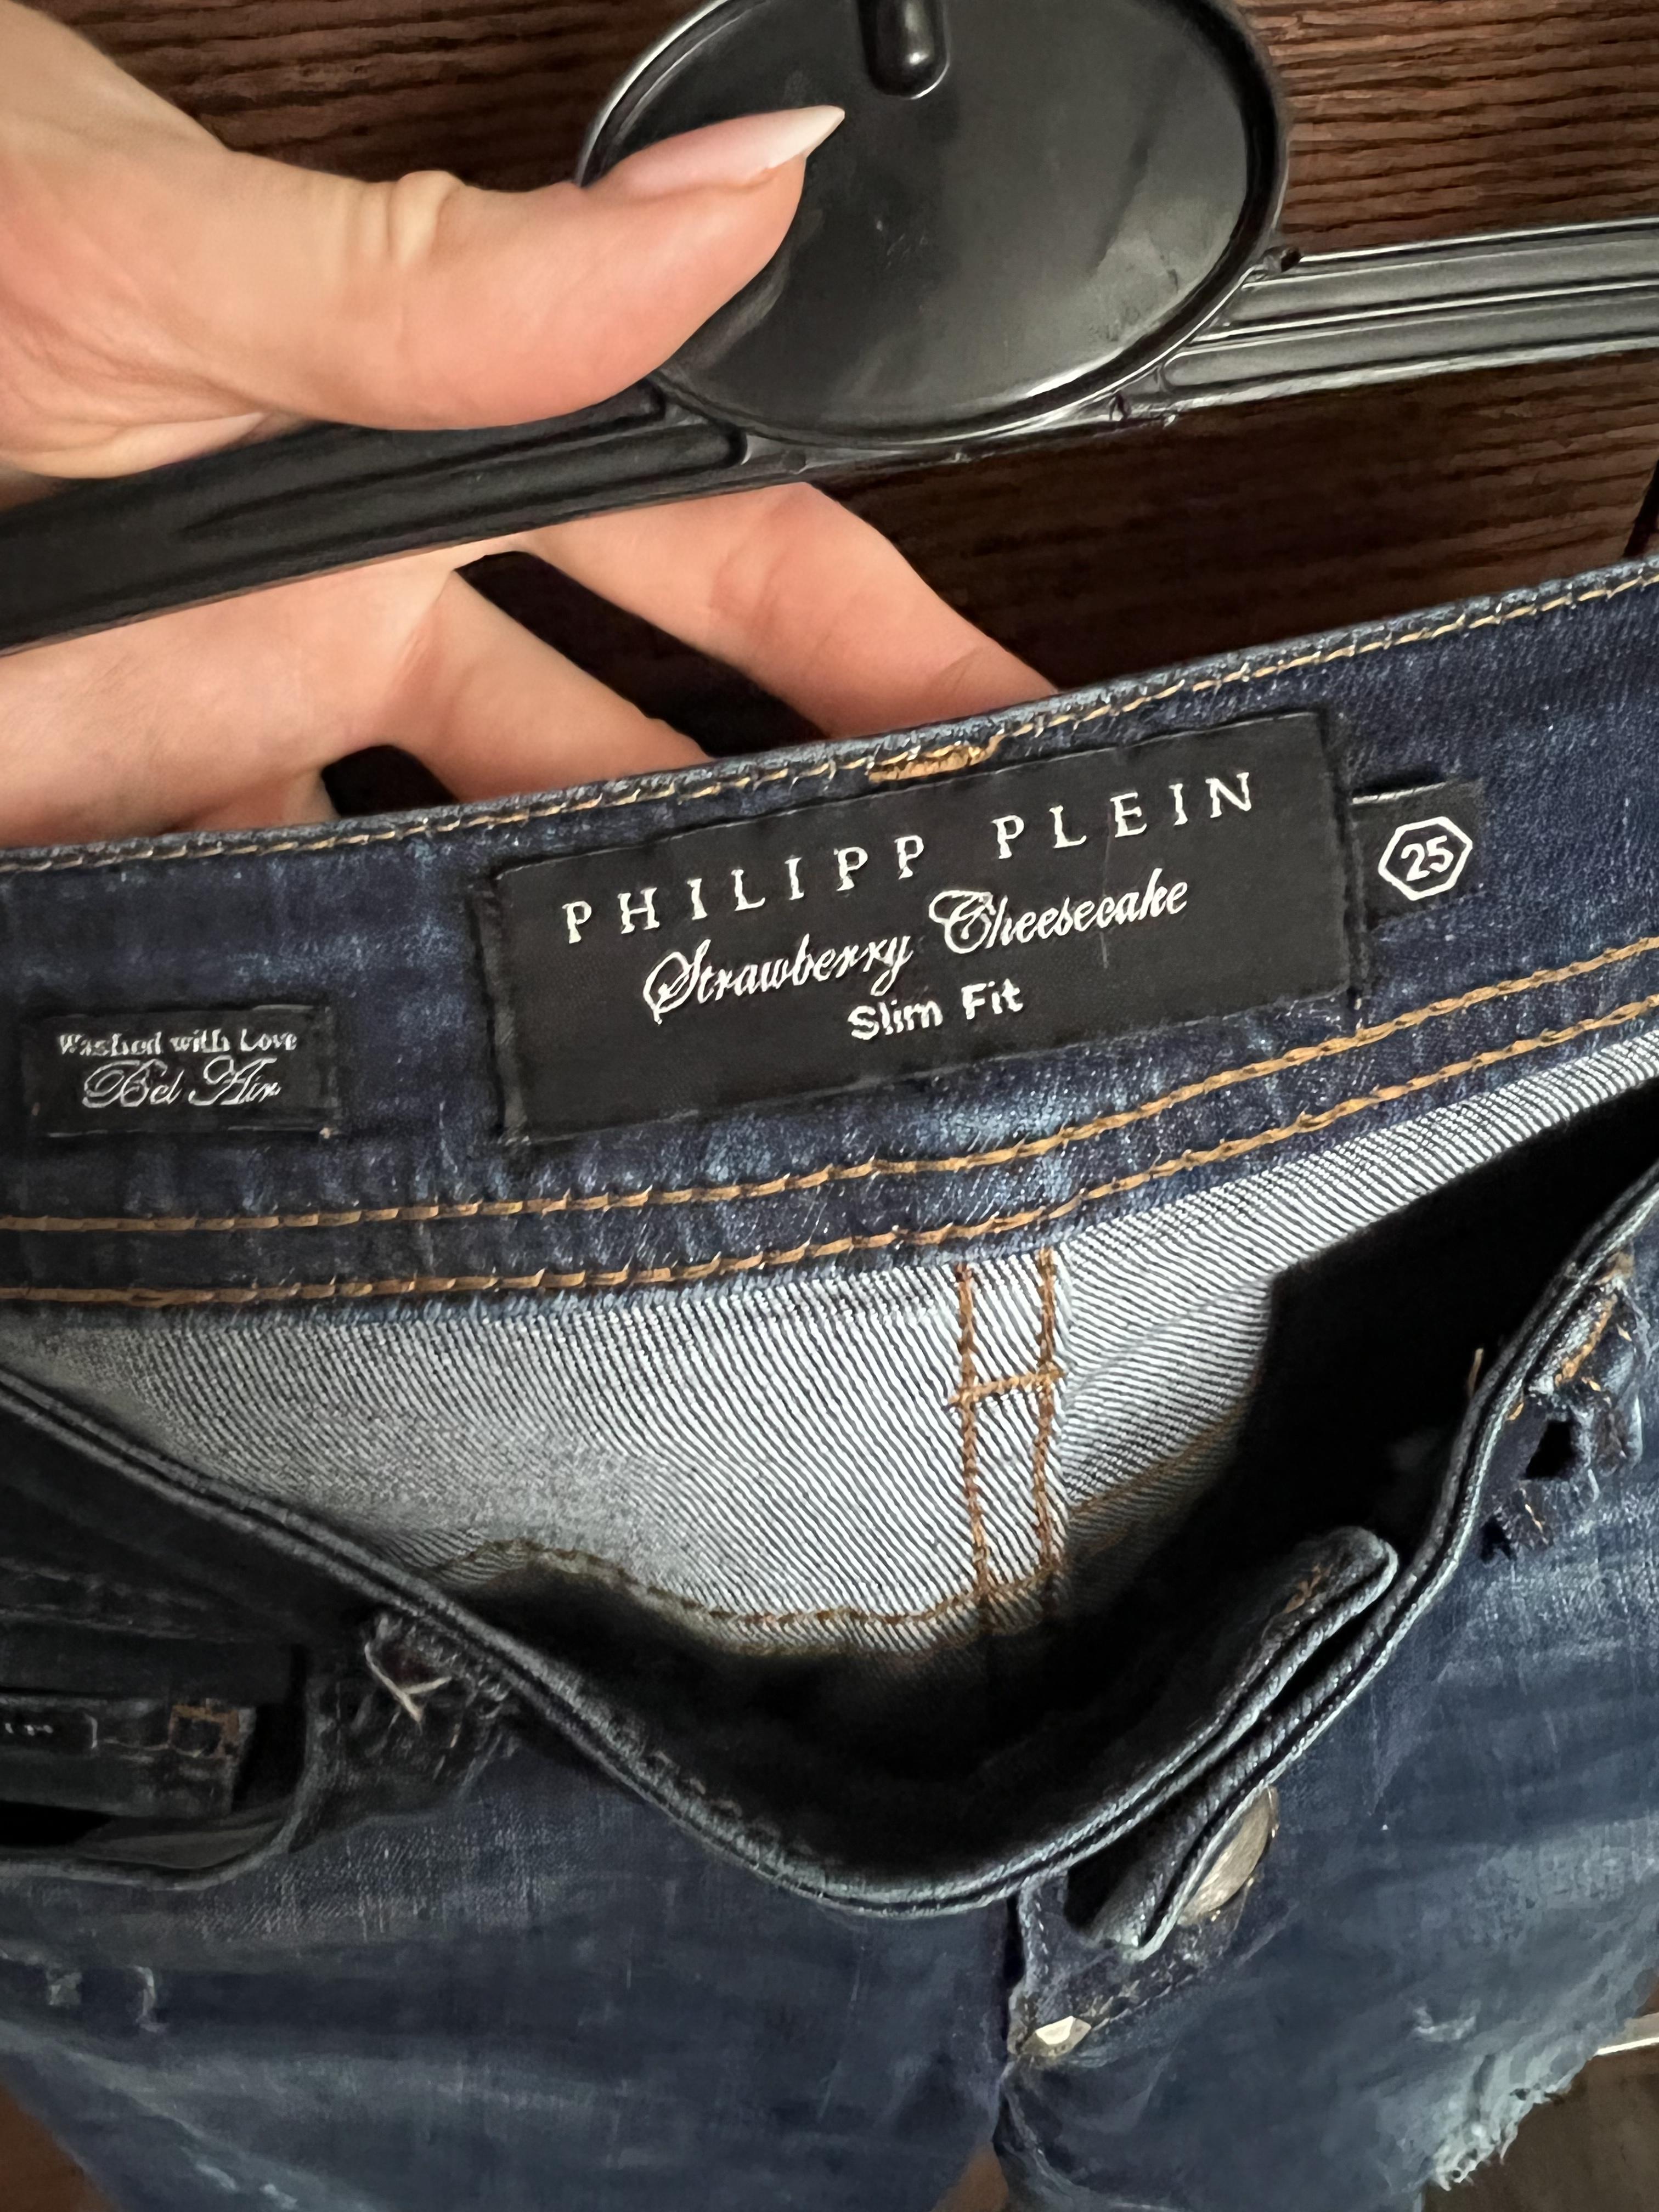 PHILIPP PLEIN
Strawberry Cheesecake
Slim Fit
25
Washed with Love
Bel Air